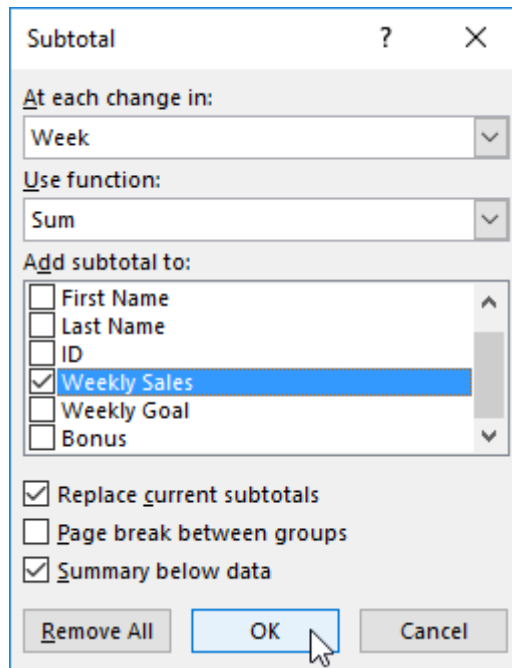 Subtotal ?
At each change in:
Week
Use function:
Sum
Add subtotal to:
First Name
Last Name
ID
Weekly Sales
Weekly Goal
Bonus
Replace current subtotals
Page break between groups
Summary below data
Remove All OK Cancel